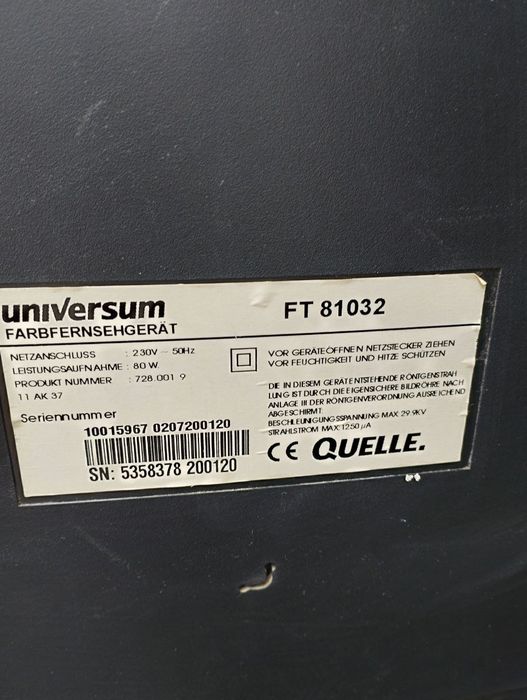 universum FT 81032
FARBFERNSEHGERÄT
NETZANSCHLUSS : 230V ~ 50Hz
LEISTUNGSAUFNAHME : 80 W
PRODUKT NUMMER : 728.001 9
11 AK 37
Seriennummer
10015967 0207200120
SN: 5358378 200120
VOR GERÄTEÖFFNEN NETZSTECKER ZIEHEN
VOR FEUCHTIGKEIT UND HITZE SCHÜTZEN
DIE IN DIESEM GERÄT ENTSTEHENDE RÖNTGENSTRAH
LUNG IST DURCH DIE EIGENSICHERE BILDRÖHRE NACH
ANLAGE III DER RÖNTGENVERORDNUNG AUSREICHEND
ABGESCHIRMT
BESCHLEUNIGUNGSSPANNUNG MAX 29.9KV
STRAHLSTROM MAX 1250 µA
CE QUELLE.